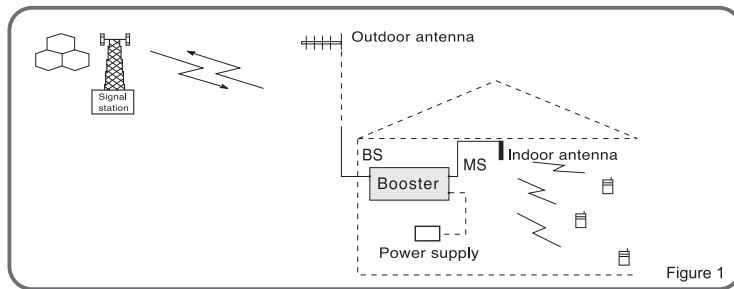 Outdoor antenna
Signal
station
BS
MS
Indoor antenna
Booster
Power supply
Figure 1